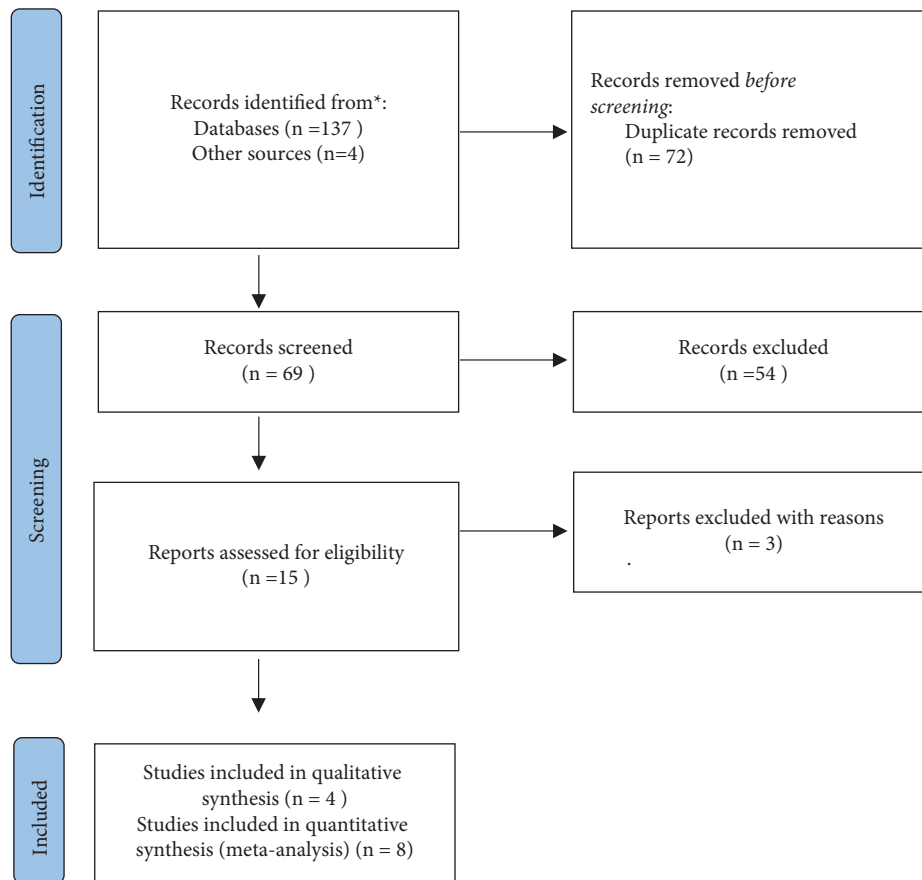 Identification
Records identified from*:
Databases (n =137 )
Other sources (n=4)
Records removed before
screening:
Duplicate records removed
(n = 72)
Screening
Records screened
(n = 69 )
Records excluded
(n =54 )
Reports assessed for eligibility
(n =15 )
Reports excluded with reasons
(n = 3)
.
Included
Studies included in qualitative
synthesis (n = 4 )
Studies included in quantitative
synthesis (meta-analysis) (n = 8)